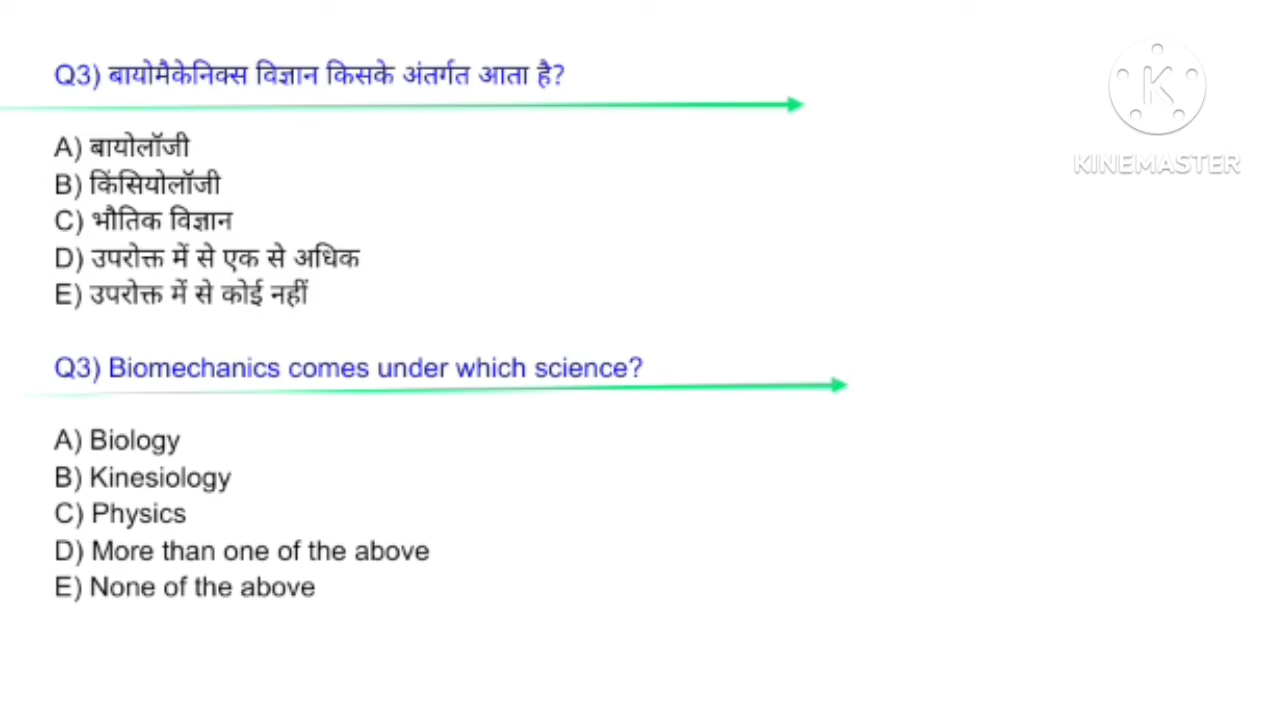 Q3) बायोमैकेनिक्स विज्ञान किसके अंतर्गत आता है?
K
KINEMASTER
A) बायोलॉजी
B) किंसियोलॉजी
C) भौतिक विज्ञान
D) उपरोक्त में से एक से अधिक
E) उपरोक्त में से कोई नहीं
Q3) Biomechanics comes under which science?
A) Biology
B) Kinesiology
C) Physics
D) More than one of the above
E) None of the above